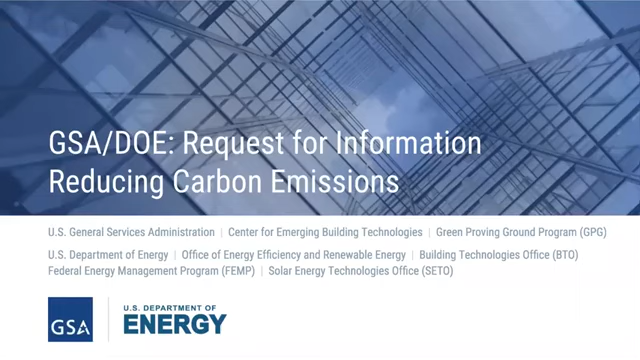 GSA/DOE: Request for Information
Reducing Carbon Emissions
U.S. General Services Administration | Center for Emerging Building Technologies | Green Proving Ground Program (GPG)
U.S. Department of Energy | Office of Energy Efficiency and Renewable Energy | Building Technologies Office (BTO)
Federal Energy Management Program (FEMP) | Solar Energy Technologies Office (SETO)
GSA
U.S. DEPARTMENT OF
ENERGY